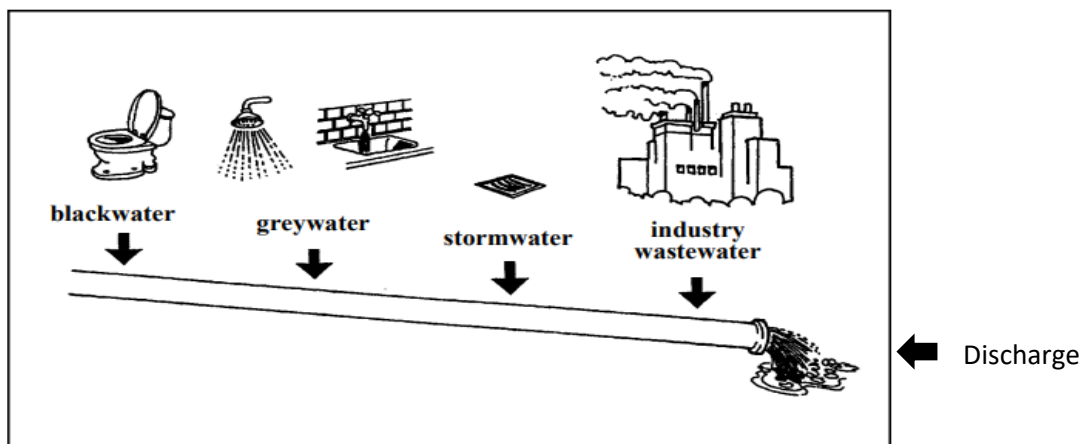 blackwater
greywater
stormwater
industry
wastewater
Discharge